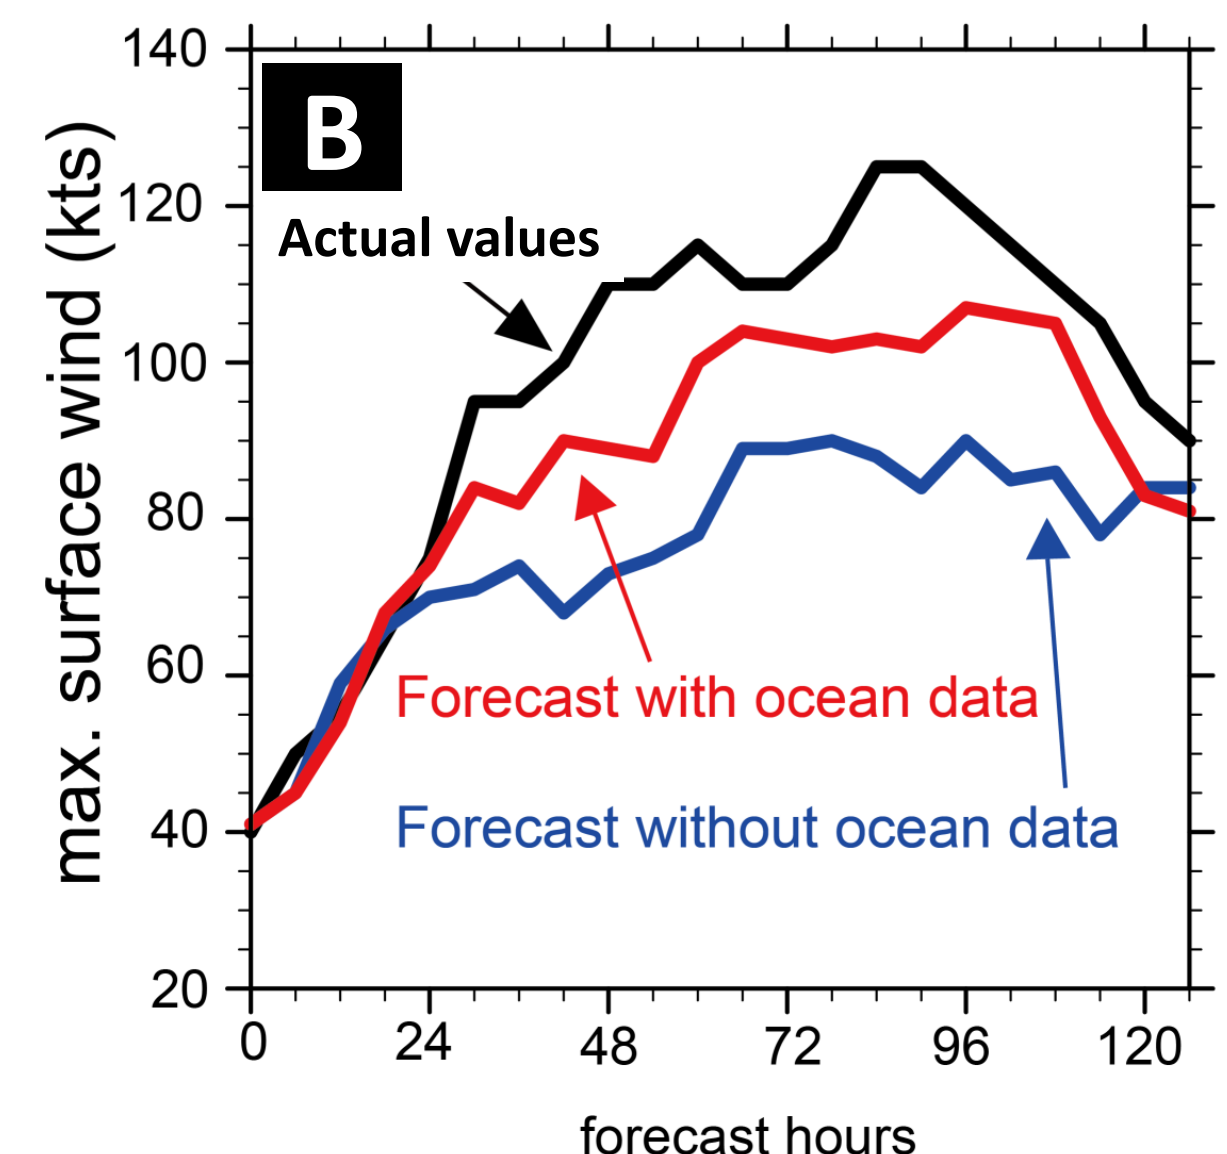 B
Actual values
max. surface wind (kts)
140
120
100
80
60
40
20
Forecast with ocean data
Forecast without ocean data
0 24 48 72 96 120
forecast hours